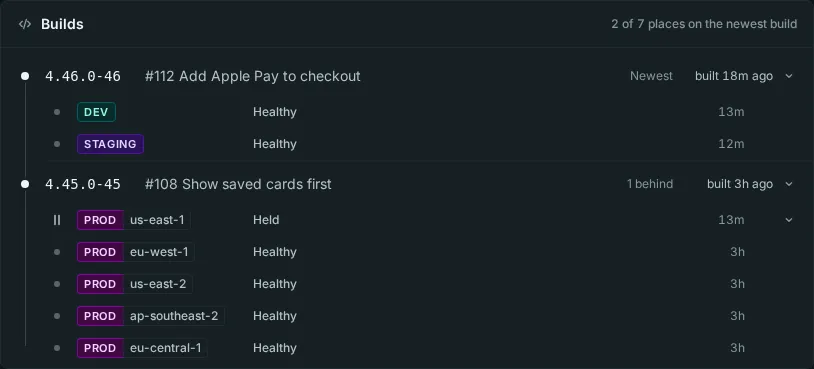 Builds 2 of 7 places on the newest build
4.46.0-46 #112 Add Apple Pay to checkout Newest built 18m ago
DEV Healthy 13m
STAGING Healthy 12m
4.45.0-45 #108 Show saved cards first 1 behind built 3h ago
PROD us-east-1 Held 13m
PROD eu-west-1 Healthy 3h
PROD us-east-2 Healthy 3h
PROD ap-southeast-2 Healthy 3h
PROD eu-central-1 Healthy 3h